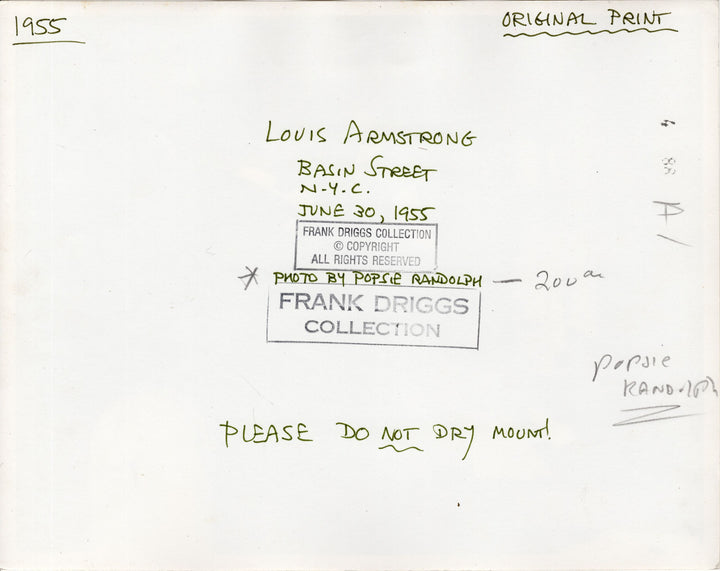 1955
ORIGINAL PRINT
LOUIS ARMSTRONG
BASIN STREET
N.Y.C.
JUNE 30, 1955
FRANK DRIGGS COLLECTION
© COPYRIGHT
ALL RIGHTS RESERVED
* PHOTO BY POPSIE RANDOLPH —
FRANK DRIGGS
COLLECTION
POPSIE
RANDOLPH
PLEASE DO NOT DRY MOUNT!